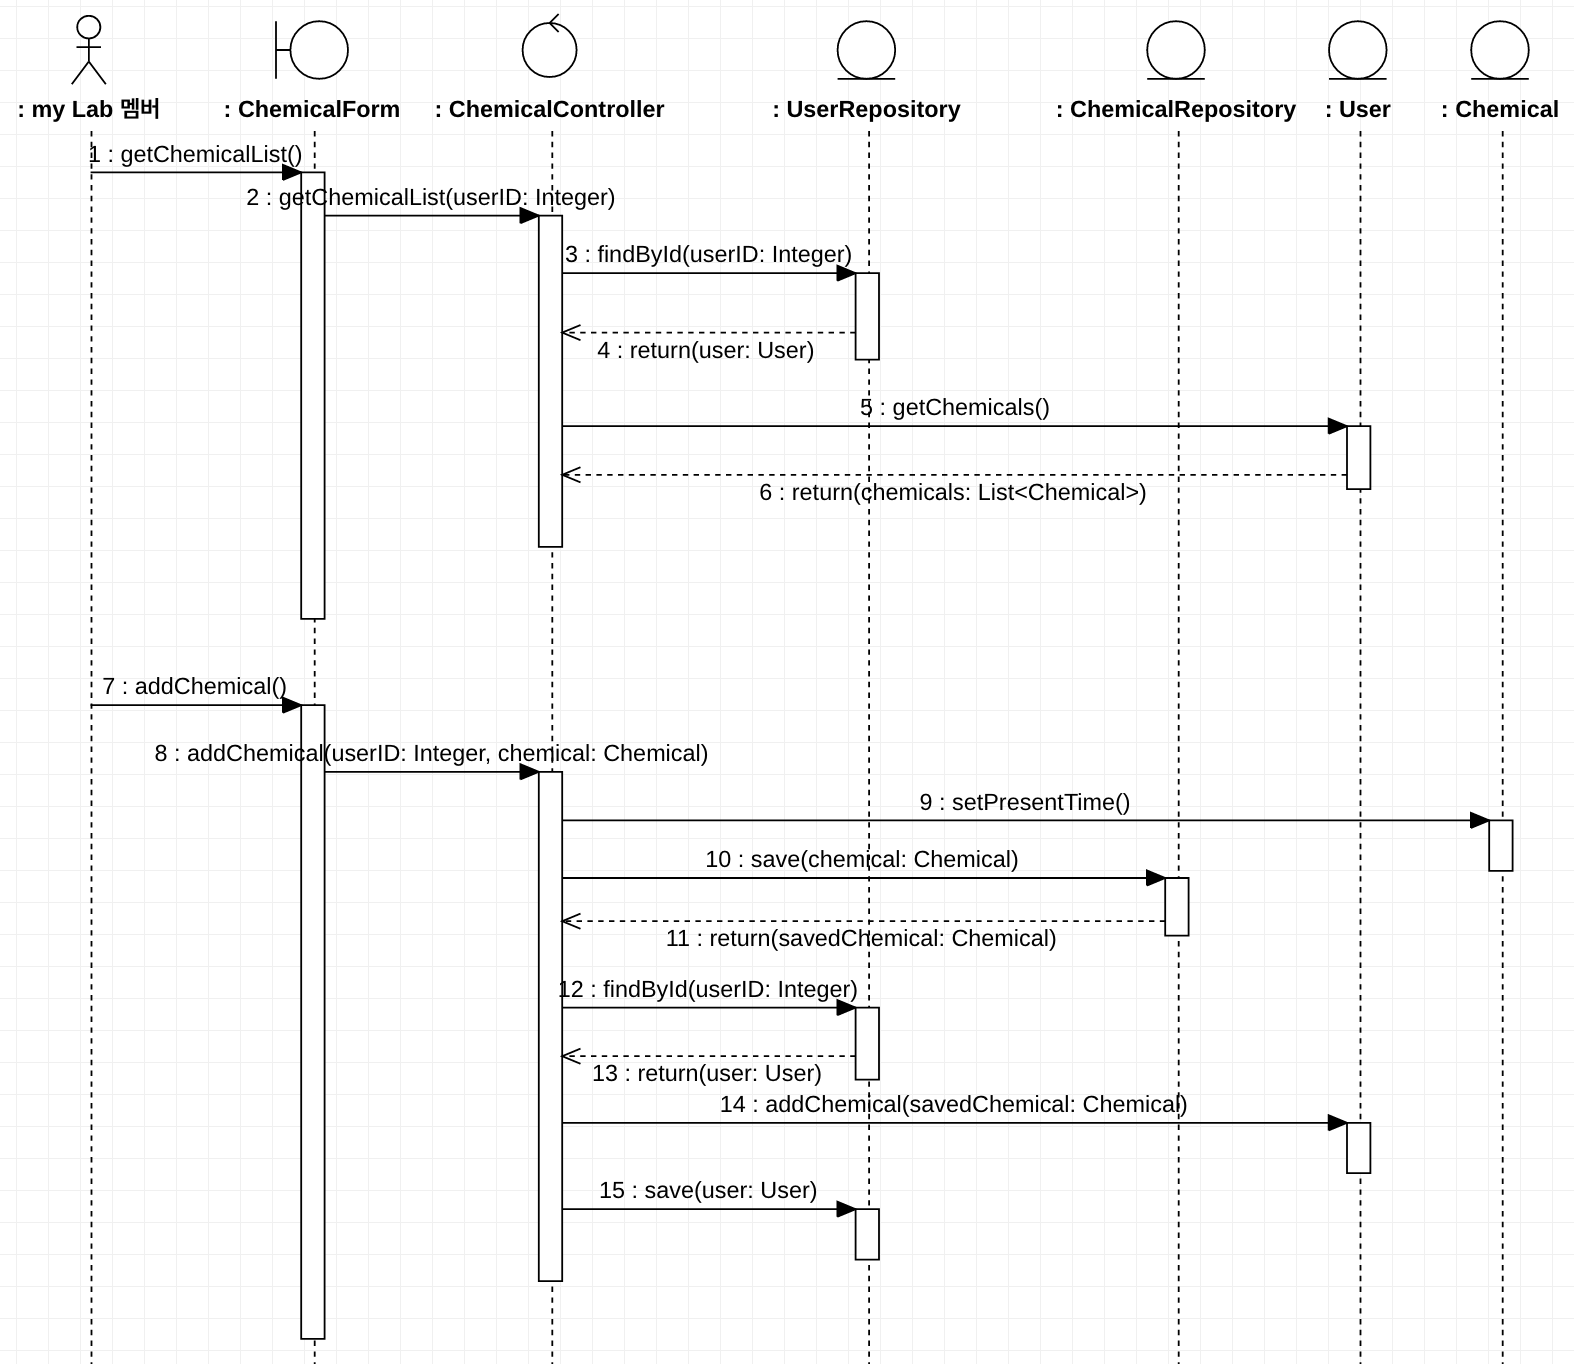 : my Lab 멤버
: ChemicalForm
: ChemicalController
: UserRepository
: ChemicalRepository
: User
: Chemical
1 : getChemicalList()
2 : getChemicalList(userID: Integer)
3 : findById(userID: Integer)
4 : return(user: User)
5 : getChemicals()
6 : return(chemicals: List<Chemical>)
7 : addChemical()
8 : addChemical(userID: Integer, chemical: Chemical)
9 : setPresentTime()
10 : save(chemical: Chemical)
11 : return(savedChemical: Chemical)
12 : findById(userID: Integer)
13 : return(user: User)
14 : addChemical(savedChemical: Chemical)
15 : save(user: User)